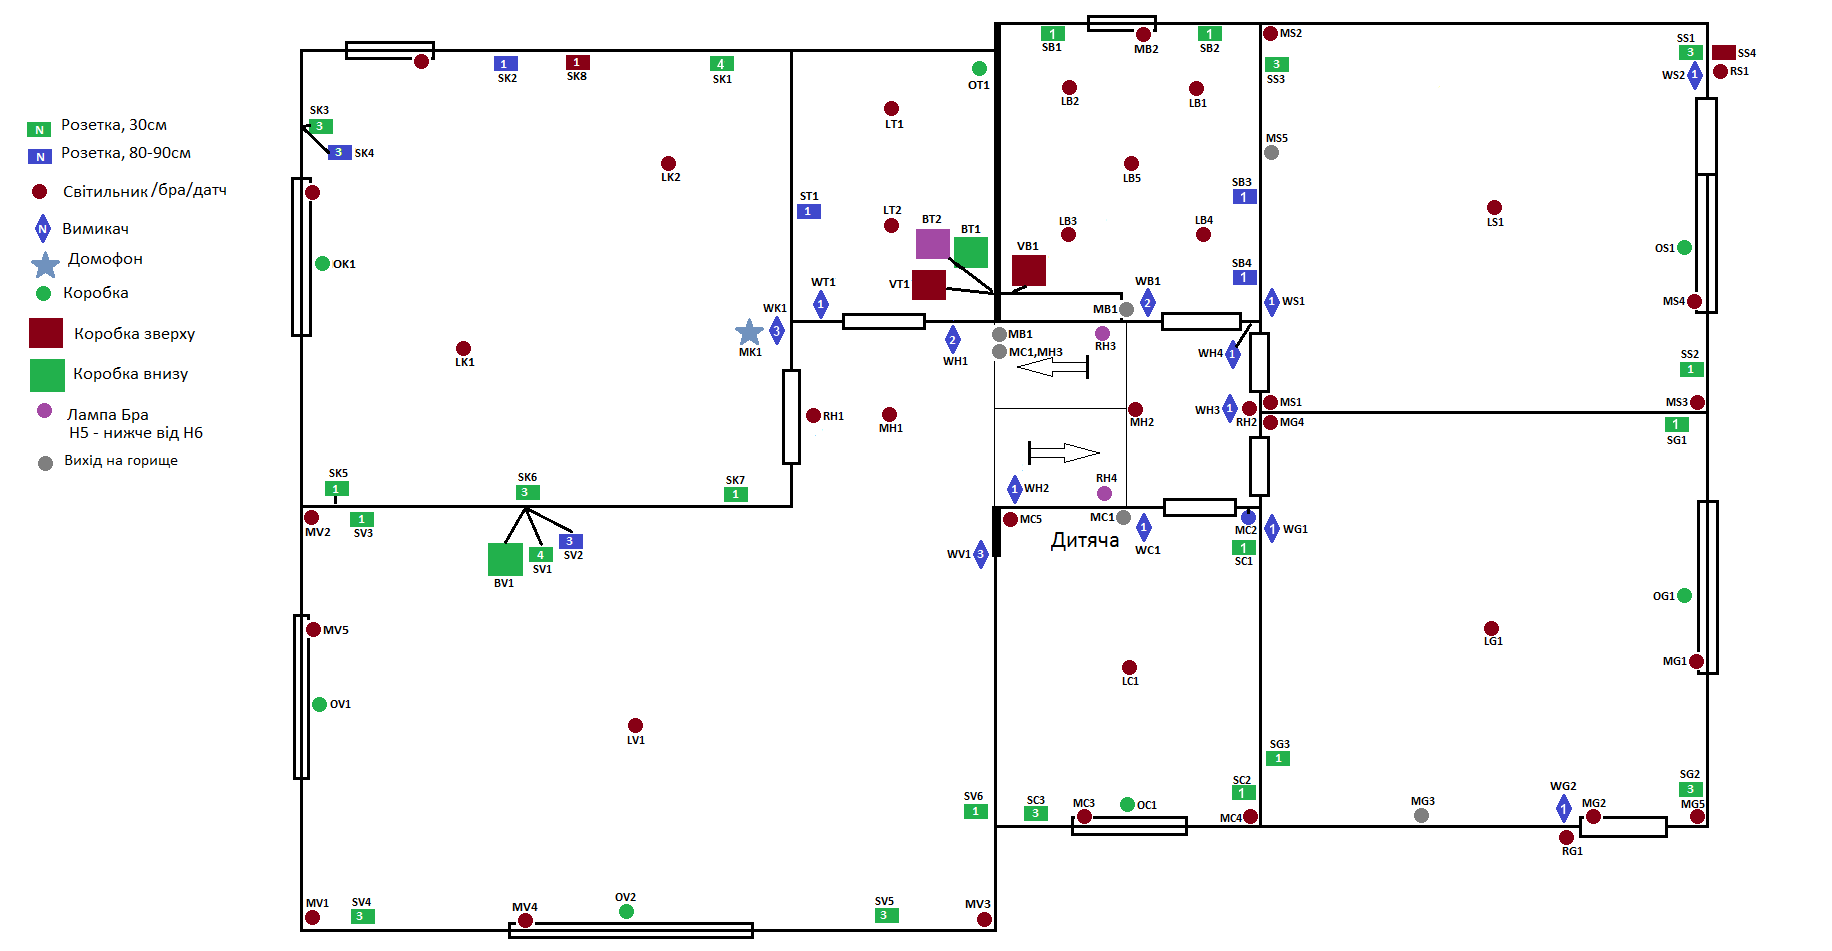 N Розетка, 30см
N Розетка, 80-90см
Світильник/бра/датч
N Вимикач
Домофон
Коробка
Коробка зверху
Коробка внизу
Лампа Бра
H5 - нижче від H6
Вихід на горище
1 SK2
1 SK8
4 SK1
SK3 3
3 SK4
OK1
LK2
LK1
WK1 3
MK1
SK5 1
SK6 3
SK7 1
OT1
LT1
LT2
ST1 1
BT2
BT1
VT1
WT1 1
1 SB1
MB2
1 SB2
LB2
LB1
LB5
LB3
LB4
SB3 1
SB4 1
VB1
WB1 2
MB1
MS2
3 SS3
MS5
SS1 3
SS4
WS2 1
RS1
LS1
OS1
MS4
1 WS1
SS2 1
MS3
MS1
2 WH1
MB1
MC1,MH3
RH3
WH4 1
WH3 1
RH2
MH2
RH1
MH1
1 WH2
RH4
MG4
1 SG1
MV2
1 SV3
BV1
4 SV1
3 SV2
WV1 3
MV5
OV1
LV1
SV6 1
MV1
SV4 3
MV4
OV2
SV5 3
MV3
MC5
MC1
Дитяча
1 WC1
MC2
1 SC1
LC1
SC3 3
MC3
OC1
SC2 1
MC4
1 WG1
LG1
OG1
MG1
SG3 1
MG3
WG2 1
MG2
RG1
SG2 3
MG5